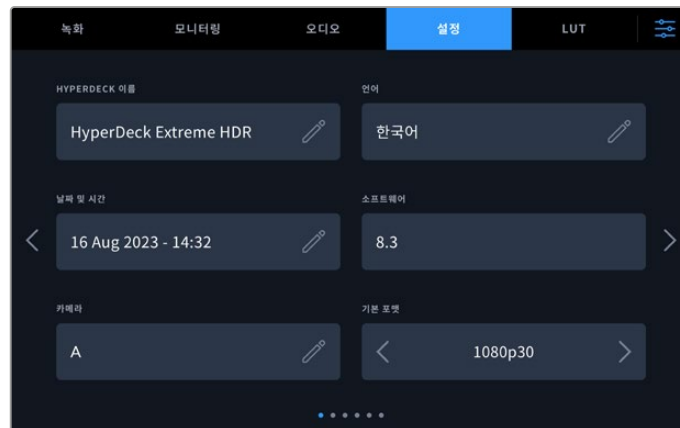 녹화 모니터링 오디오 설정 LUT
HYPERDECK 이름 언어
HyperDeck Extreme HDR 한국어
날짜 및 시간 소프트웨어
16 Aug 2023 - 14:32 8.3
카메라 기본 포맷
A 1080p30